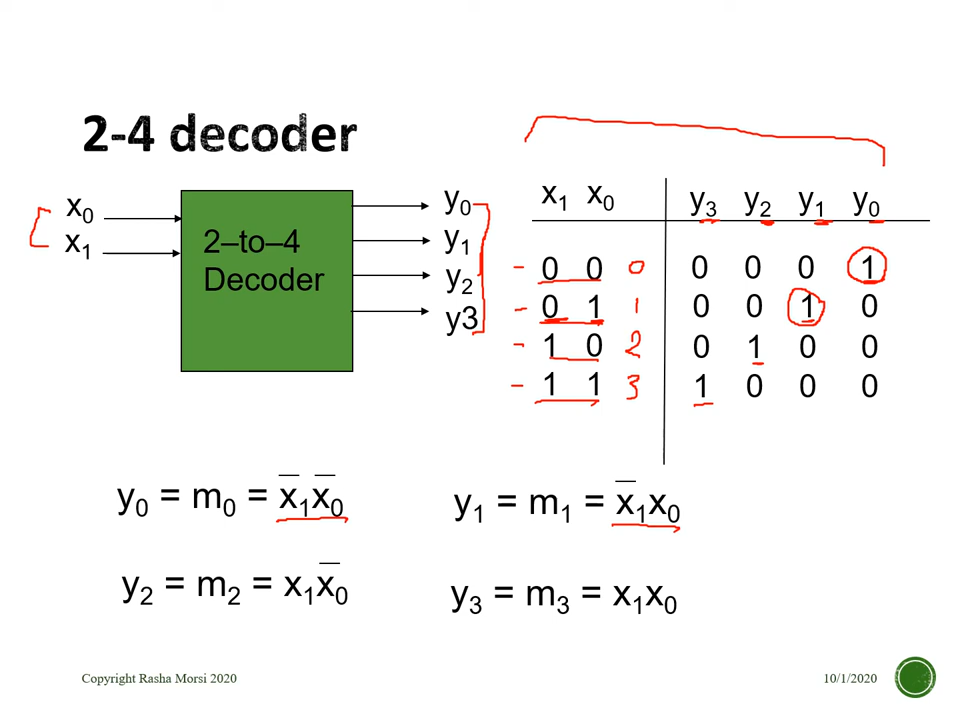 2-4 decoder
x₀
x₁
2–to–4
Decoder
y₀
y₁
y₂
y3
x₁ x₀ y₃ y₂ y₁ y₀
- 0 0 0 0 0 0 1
- 0 1 1 0 0 1 0
- 1 0 2 0 1 0 0
- 1 1 3 1 0 0 0
y₀ = m₀ = x̅₁x̅₀
y₁ = m₁ = x̅₁x₀
y₂ = m₂ = x₁x̅₀
y₃ = m₃ = x₁x₀
Copyright Rasha Morsi 2020
10/1/2020